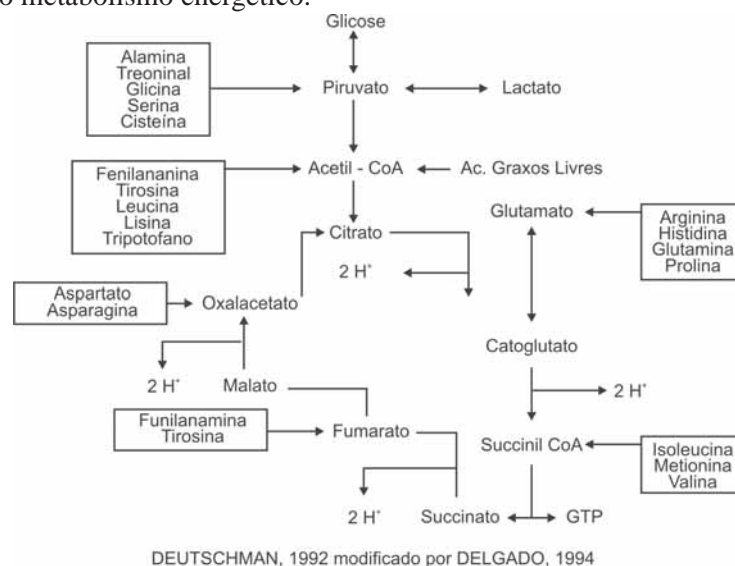 o metabolismo energético.
Glicose
Alamina
Treoninal
Glicina
Serina
Cisteína
Piruvato
Lactato
Fenilananina
Tirosina
Leucina
Lisina
Tripotofano
Acetil - CoA
Ac. Graxos Livres
Citrato
Glutamato
Arginina
Histidina
Glutamina
Prolina
2 H+
Aspartato
Asparagina
Oxalacetato
Catoglutato
2 H+
Malato
2 H+
Funilanamina
Tirosina
Fumarato
Succinil CoA
Isoleucina
Metionina
Valina
2 H+
Succinato
GTP
DEUTSCHMAN, 1992 modificado por DELGADO, 1994